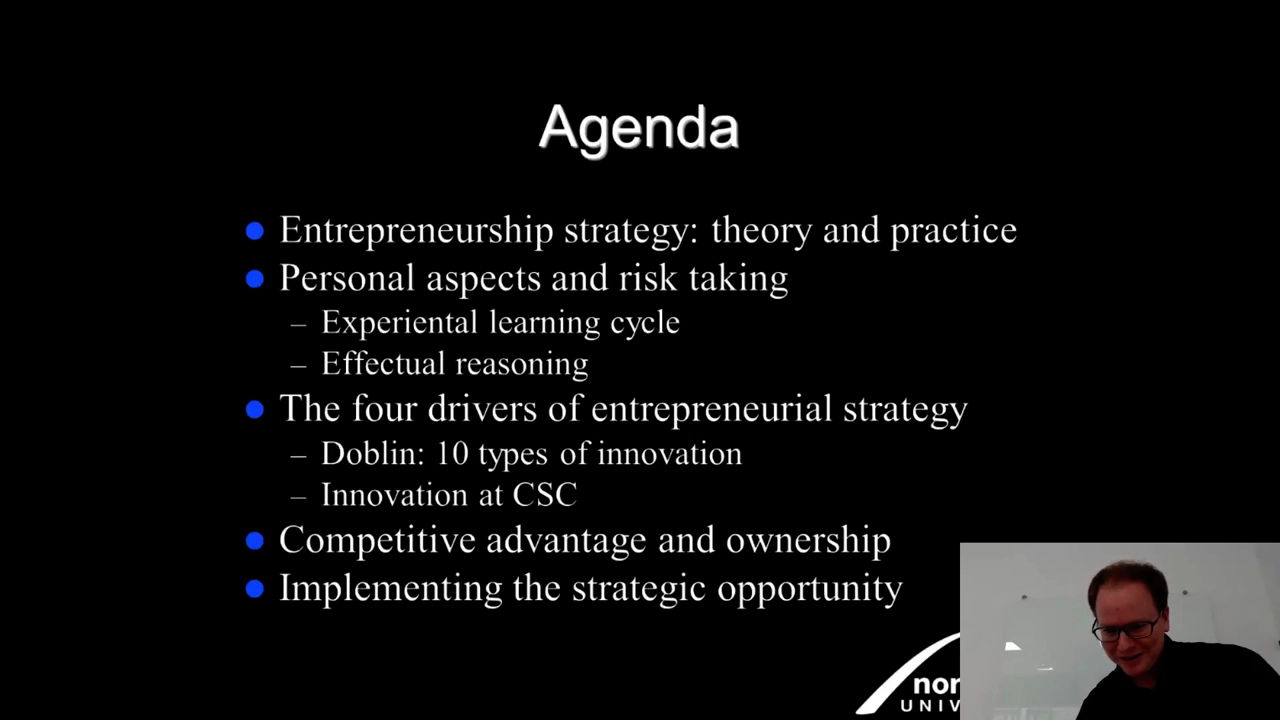 Agenda
Entrepreneurship strategy: theory and practice
Personal aspects and risk taking
– Experiental learning cycle
– Effectual reasoning
The four drivers of entrepreneurial strategy
– Doblin: 10 types of innovation
– Innovation at CSC
Competitive advantage and ownership
Implementing the strategic opportunity